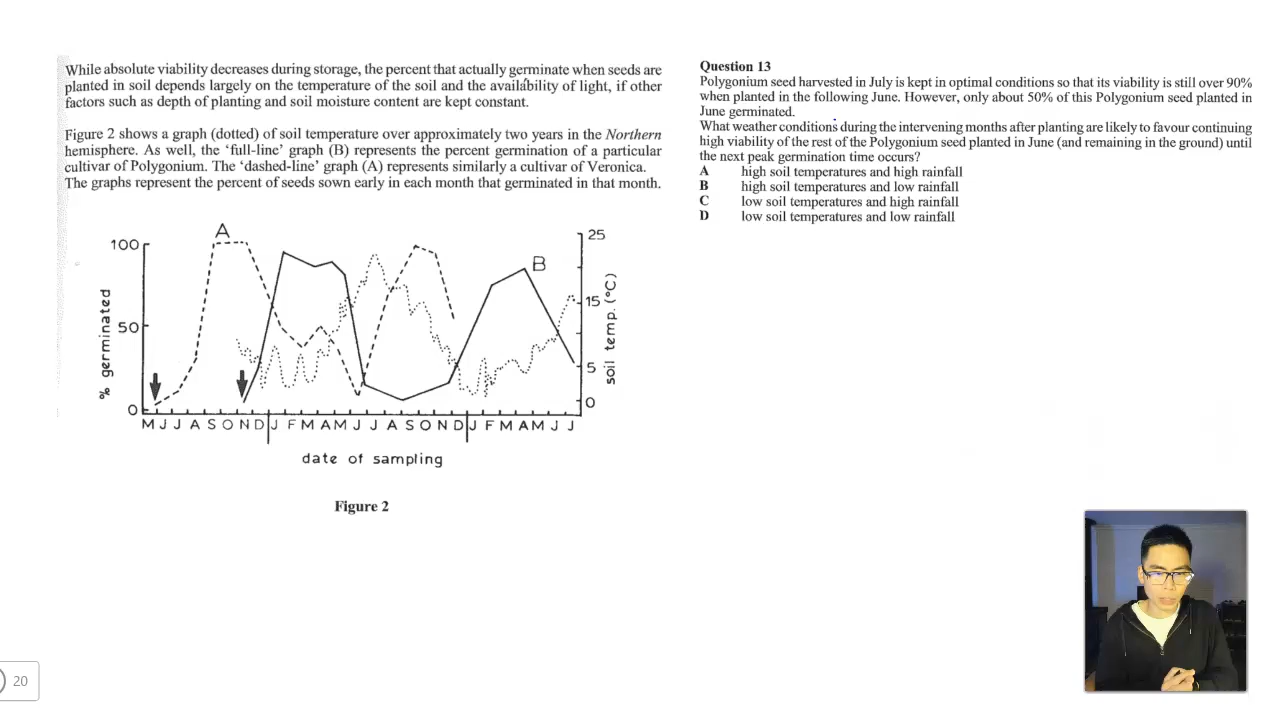 While absolute viability decreases during storage, the percent that actually germinate when seeds are
planted in soil depends largely on the temperature of the soil and the availability of light, if other
factors such as depth of planting and soil moisture content are kept constant.
Figure 2 shows a graph (dotted) of soil temperature over approximately two years in the Northern
hemisphere. As well, the 'full-line' graph (B) represents the percent germination of a particular
cultivar of Polygonium. The 'dashed-line' graph (A) represents similarly a cultivar of Veronica.
The graphs represent the percent of seeds sown early in each month that germinated in that month.
A
B
100
50
0
% germinated
25
15
5
0
soil temp. (°C)
M J J A S O N D J F M A M J J A S O N D J F M A M J J
date of sampling
Figure 2
Question 13
Polygonium seed harvested in July is kept in optimal conditions so that its viability is still over 90%
when planted in the following June. However, only about 50% of this Polygonium seed planted in
June germinated.
What weather conditions during the intervening months after planting are likely to favour continuing
high viability of the rest of the Polygonium seed planted in June (and remaining in the ground) until
the next peak germination time occurs?
A high soil temperatures and high rainfall
B high soil temperatures and low rainfall
C low soil temperatures and high rainfall
D low soil temperatures and low rainfall
20